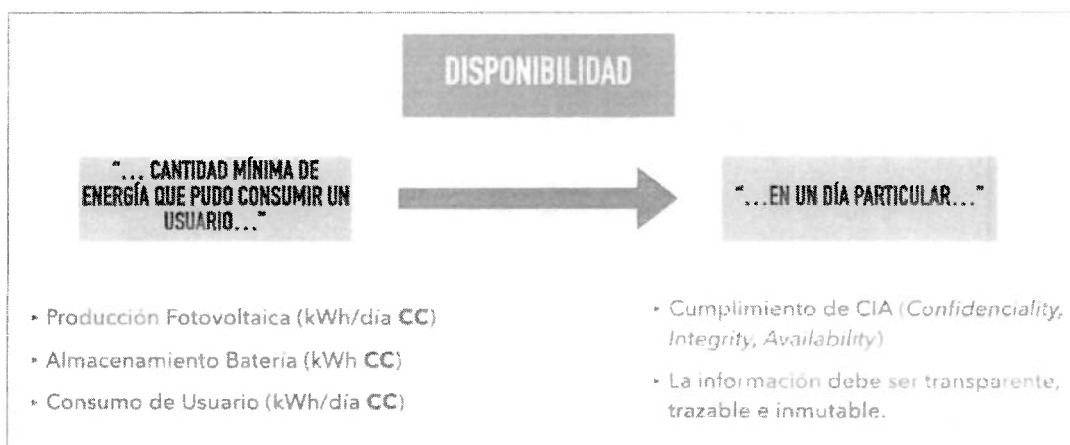 DISPONIBILIDAD
"... CANTIDAD MÍNIMA DE
ENERGÍA QUE PUDO CONSUMIR UN
USUARIO..."
"...EN UN DÍA PARTICULAR..."
• Producción Fotovoltaica (kWh/día CC)
• Almacenamiento Batería (kWh CC)
• Consumo de Usuario (kWh/día CC)
• Cumplimiento de CIA (Confidenciality,
Integrity, Availability)
• La información debe ser transparente,
trazable e inmutable.